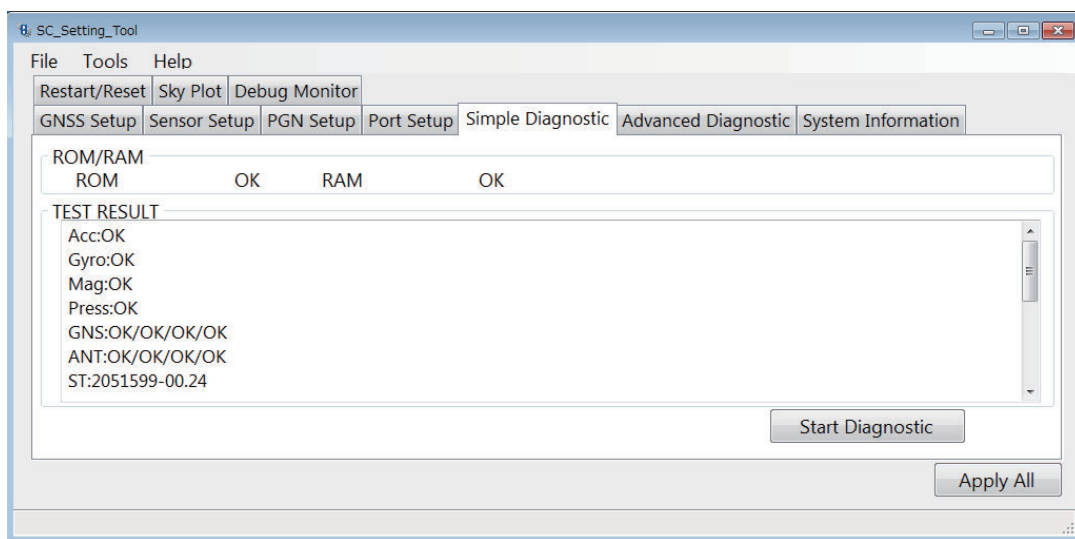 SC_Setting_Tool
File Tools Help
Restart/Reset Sky Plot Debug Monitor
GNSS Setup Sensor Setup PGN Setup Port Setup Simple Diagnostic Advanced Diagnostic System Information
ROM/RAM
ROM OK RAM OK
TEST RESULT
Acc:OK
Gyro:OK
Mag:OK
Press:OK
GNS:OK/OK/OK/OK
ANT:OK/OK/OK/OK
ST:2051599-00.24
Start Diagnostic
Apply All